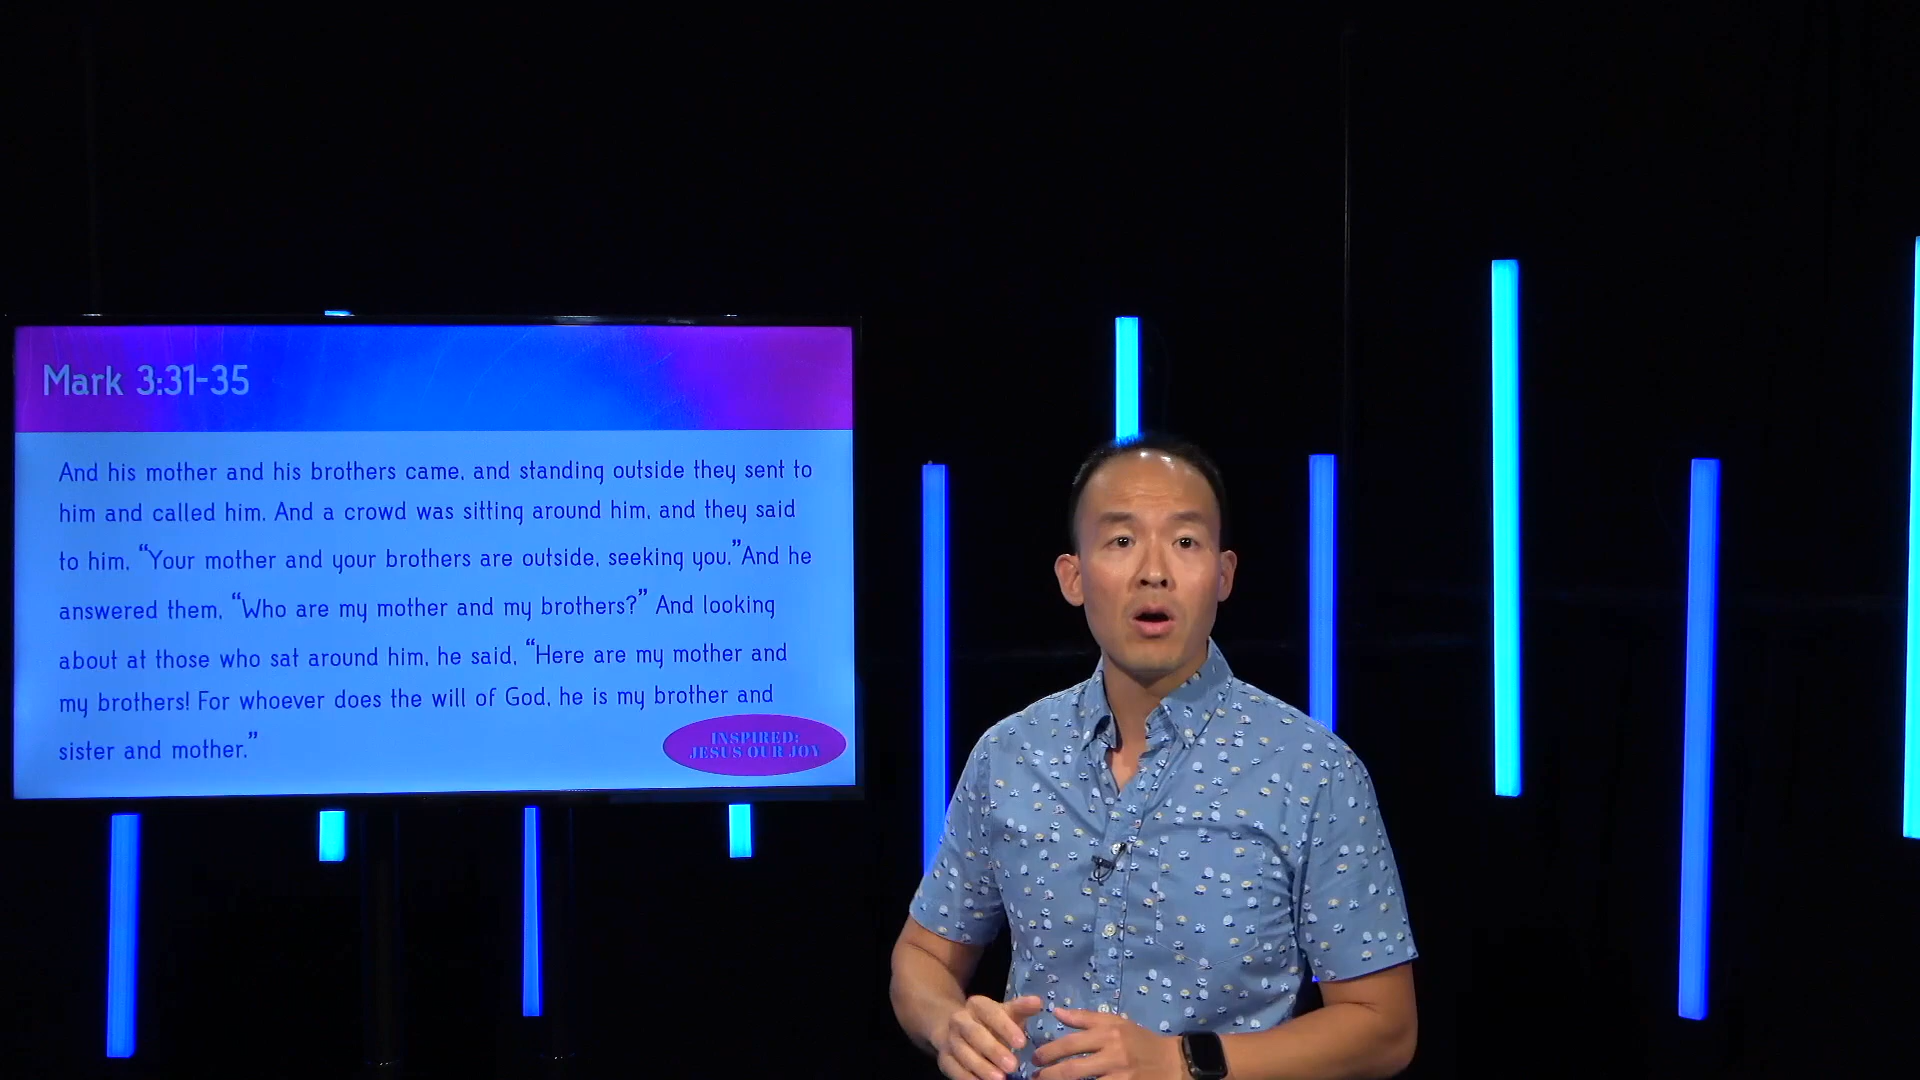 Mark 3:31-35
And his mother and his brothers came, and standing outside they sent to
him and called him. And a crowd was sitting around him, and they said
to him, “Your mother and your brothers are outside, seeking you.”And he
answered them, “Who are my mother and my brothers?” And looking
about at those who sat around him, he said, “Here are my mother and
my brothers! For whoever does the will of God, he is my brother and
sister and mother.”
INSPIRED:
JESUS OUR JOY